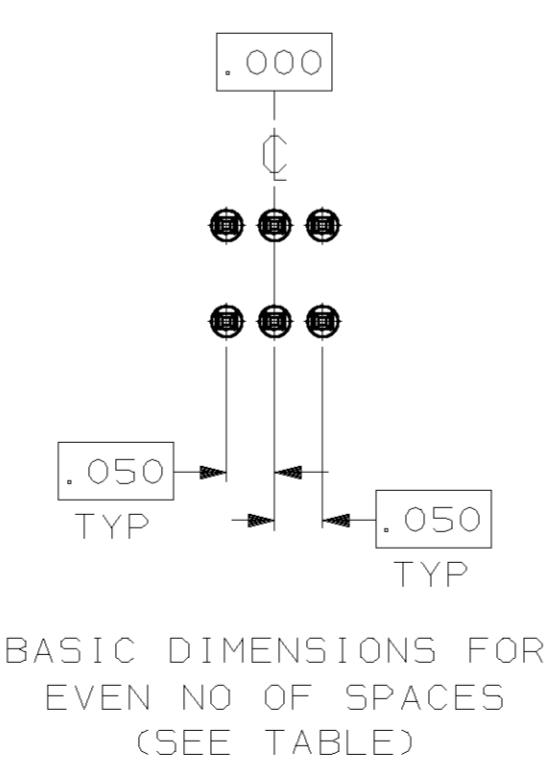 .000
℄
.050
TYP
.050
TYP
BASIC DIMENSIONS FOR
EVEN NO OF SPACES
(SEE TABLE)